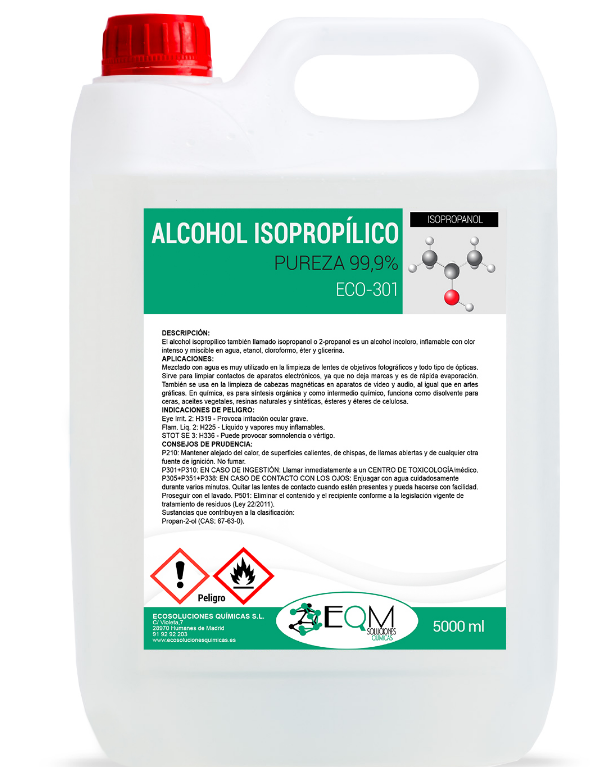 ALCOHOL ISOPROPÍLICO
PUREZA 99,9%
ECO-301
ISOPROPANOL
DESCRIPCIÓN:
El alcohol isopropílico también llamado isopropanol o 2-propanol es un alcohol incoloro, inflamable con olor
intenso y miscible en agua, etanol, cloroformo, éter y glicerina.
APLICACIONES:
Mezclado con agua es muy utilizado en la limpieza de lentes de objetivos fotográficos y todo tipo de ópticas.
Sirve para limpiar contactos de aparatos electrónicos, ya que no deja marcas y es de rápida evaporación.
También se usa en la limpieza de cabezas magnéticas en aparatos de video y audio, al igual que en artes
gráficas. En química, es para síntesis orgánica y como intermedio químico, funciona como disolvente para
ceras, aceites vegetales, resinas naturales y sintéticas, ésteres y éteres de celulosa.
INDICACIONES DE PELIGRO:
Eye Irrit. 2: H319 - Provoca irritación ocular grave.
Flam. Liq. 2: H225 - Líquido y vapores muy inflamables.
STOT SE 3: H336 - Puede provocar somnolencia o vértigo.
CONSEJOS DE PRUDENCIA:
P210: Mantener alejado del calor, de superficies calientes, de chispas, de llamas abiertas y de cualquier otra
fuente de ignición. No fumar.
P301+P310: EN CASO DE INGESTIÓN: Llamar inmediatamente a un CENTRO DE TOXICOLOGÍA/médico.
P305+P351+P338: EN CASO DE CONTACTO CON LOS OJOS: Enjuagar con agua cuidadosamente
durante varios minutos. Quitar las lentes de contacto cuando estén presentes y pueda hacerse con facilidad.
Proseguir con el lavado. P501: Eliminar el contenido y el recipiente conforme a la legislación vigente de
tratamiento de residuos (Ley 22/2011).
Sustancias que contribuyen a la clasificación:
Propan-2-ol (CAS: 67-63-0).
Peligro
ECOSOLUCIONES QUÍMICAS S.L.
C/ Violeta,7
28970 Humanes de Madrid
91 92 92 203
www.ecosolucionesquimicas.es
EQM
SOLUCIONES
QUÍMICAS
5000 ml